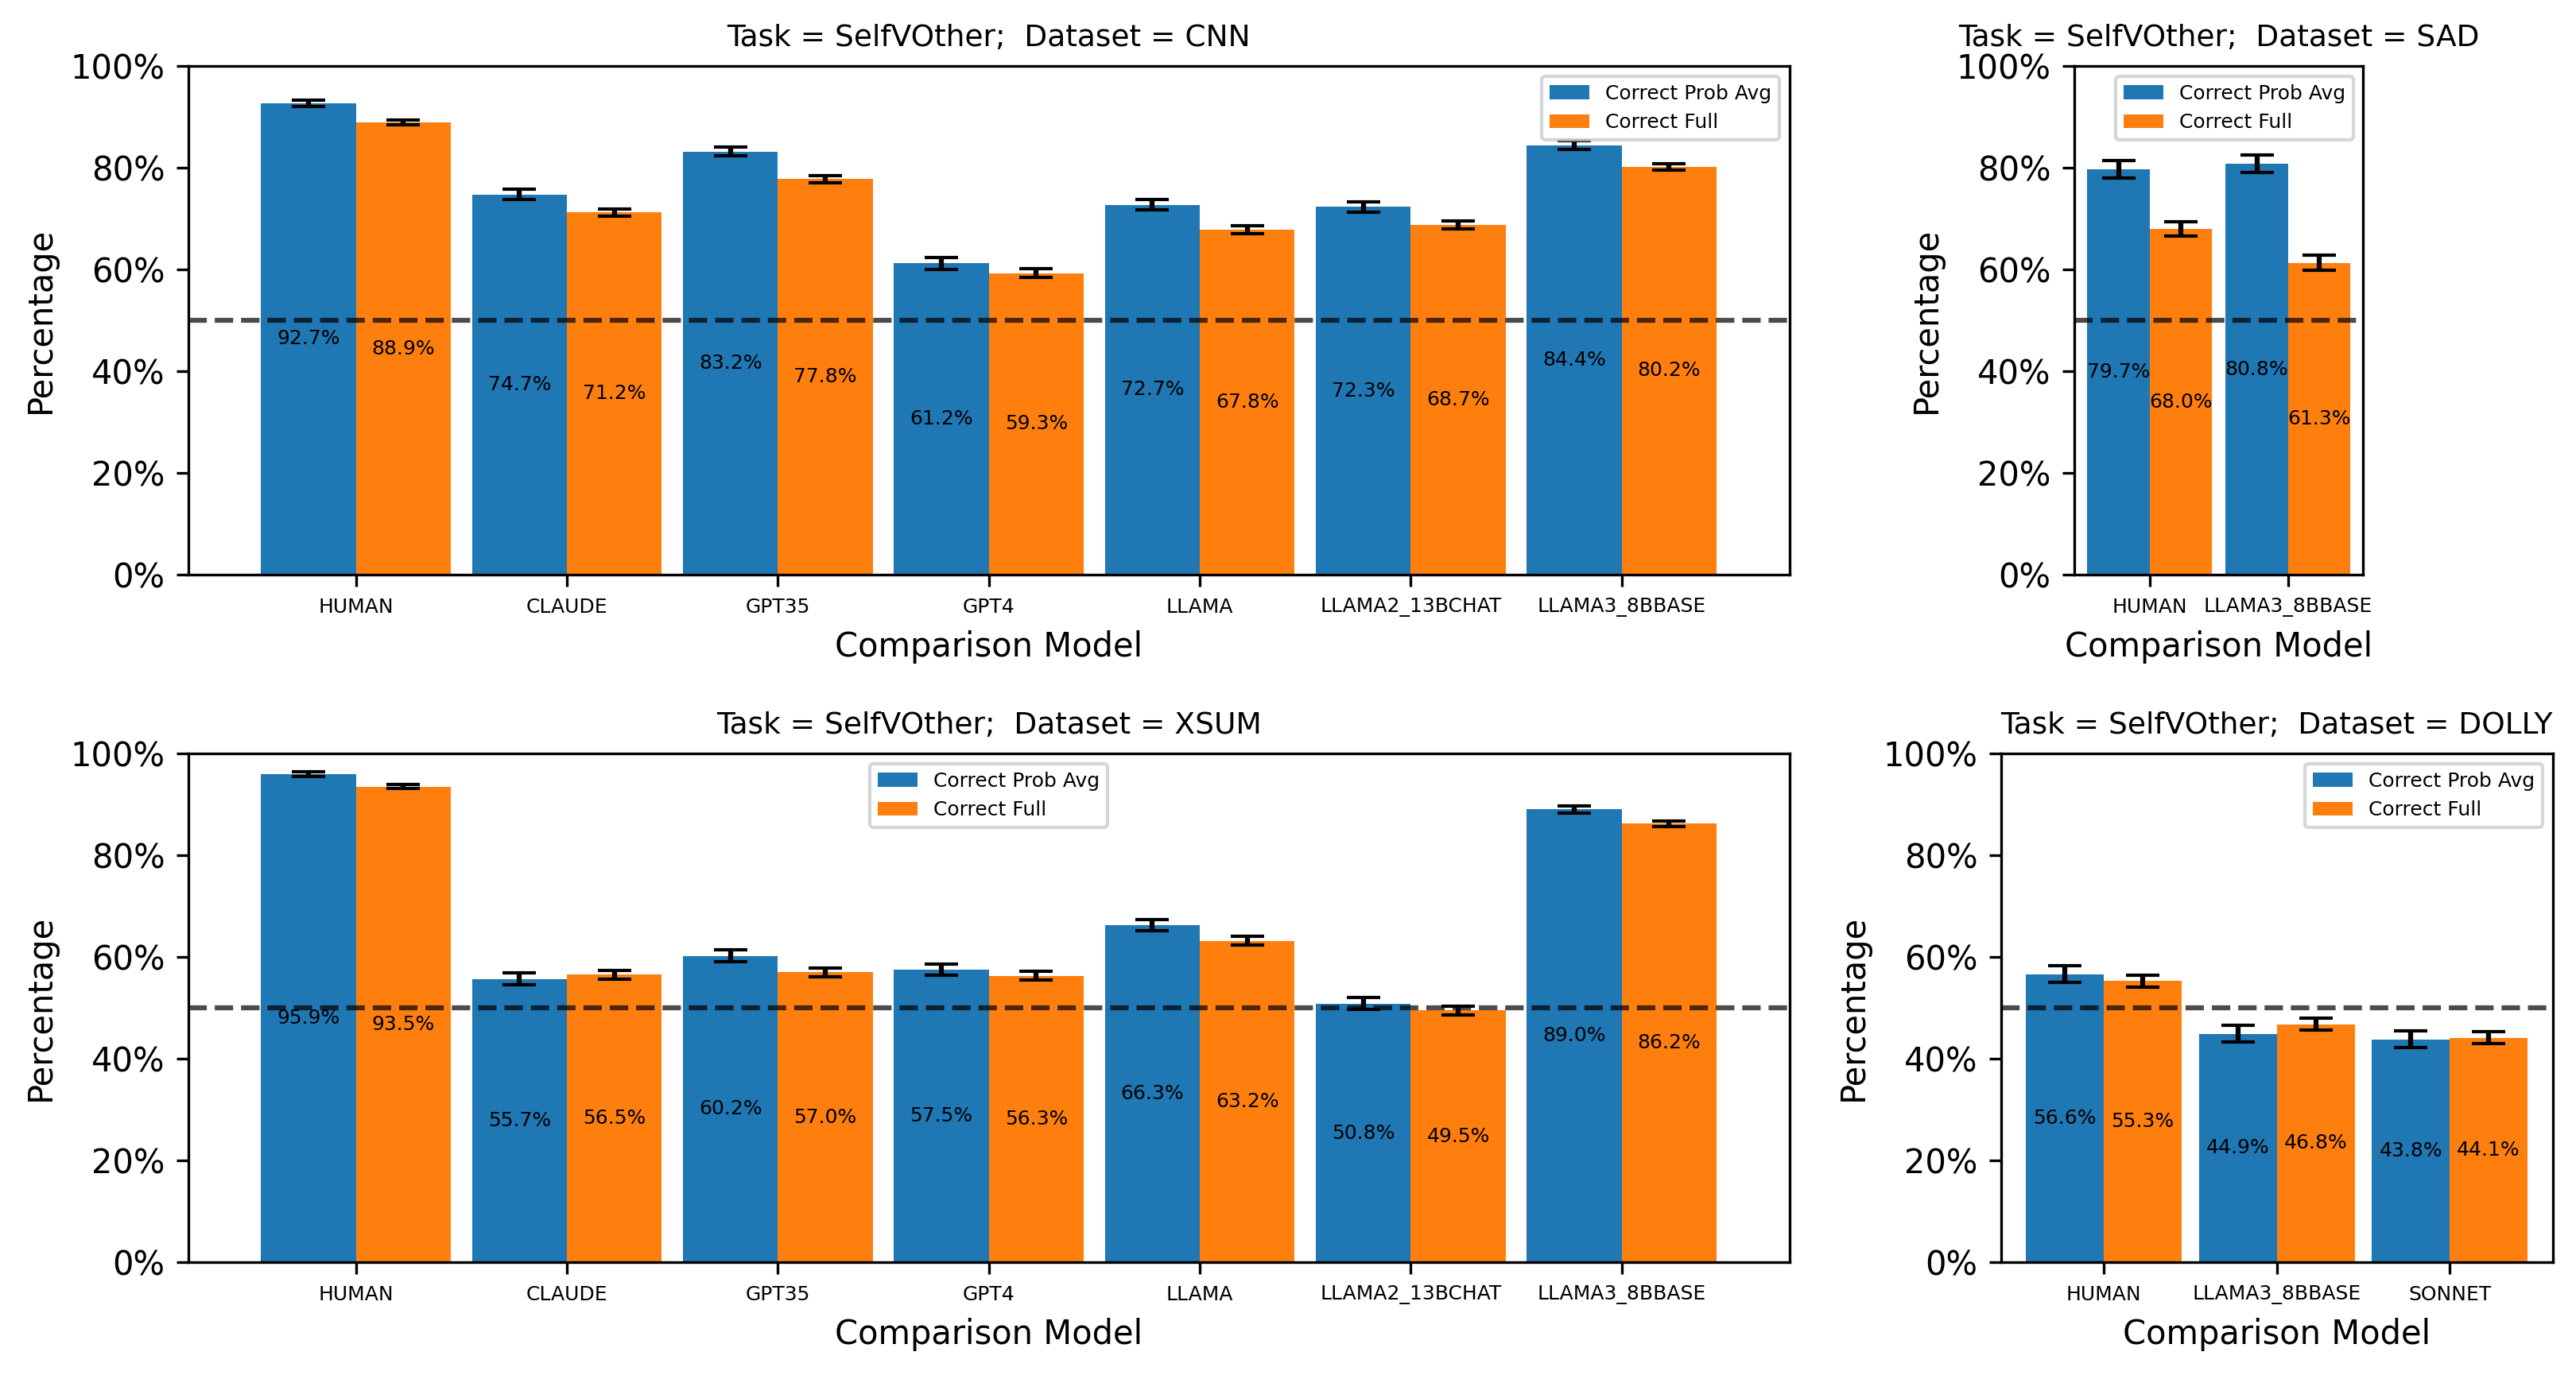 Task = SelfVOther;  Dataset = CNN
100%
80%
60%
40%
20%
0%
Percentage
Correct Prob Avg
Correct Full
92.7%
88.9%
74.7%
71.2%
83.2%
77.8%
61.2%
59.3%
72.7%
67.8%
72.3%
68.7%
84.4%
80.2%
HUMAN
CLAUDE
GPT35
GPT4
LLAMA
LLAMA2_13BCHAT
LLAMA3_8BBASE
Comparison Model
Task = SelfVOther;  Dataset = SAD
100%
80%
60%
40%
20%
0%
Percentage
Correct Prob Avg
Correct Full
79.7%
68.0%
80.8%
61.3%
HUMAN
LLAMA3_8BBASE
Comparison Model
Task = SelfVOther;  Dataset = XSUM
100%
80%
60%
40%
20%
0%
Percentage
Correct Prob Avg
Correct Full
95.9%
93.5%
55.7%
56.5%
60.2%
57.0%
57.5%
56.3%
66.3%
63.2%
50.8%
49.5%
89.0%
86.2%
HUMAN
CLAUDE
GPT35
GPT4
LLAMA
LLAMA2_13BCHAT
LLAMA3_8BBASE
Comparison Model
Task = SelfVOther;  Dataset = DOLLY
100%
80%
60%
40%
20%
0%
Percentage
Correct Prob Avg
Correct Full
56.6%
55.3%
44.9%
46.8%
43.8%
44.1%
HUMAN
LLAMA3_8BBASE
SONNET
Comparison Model